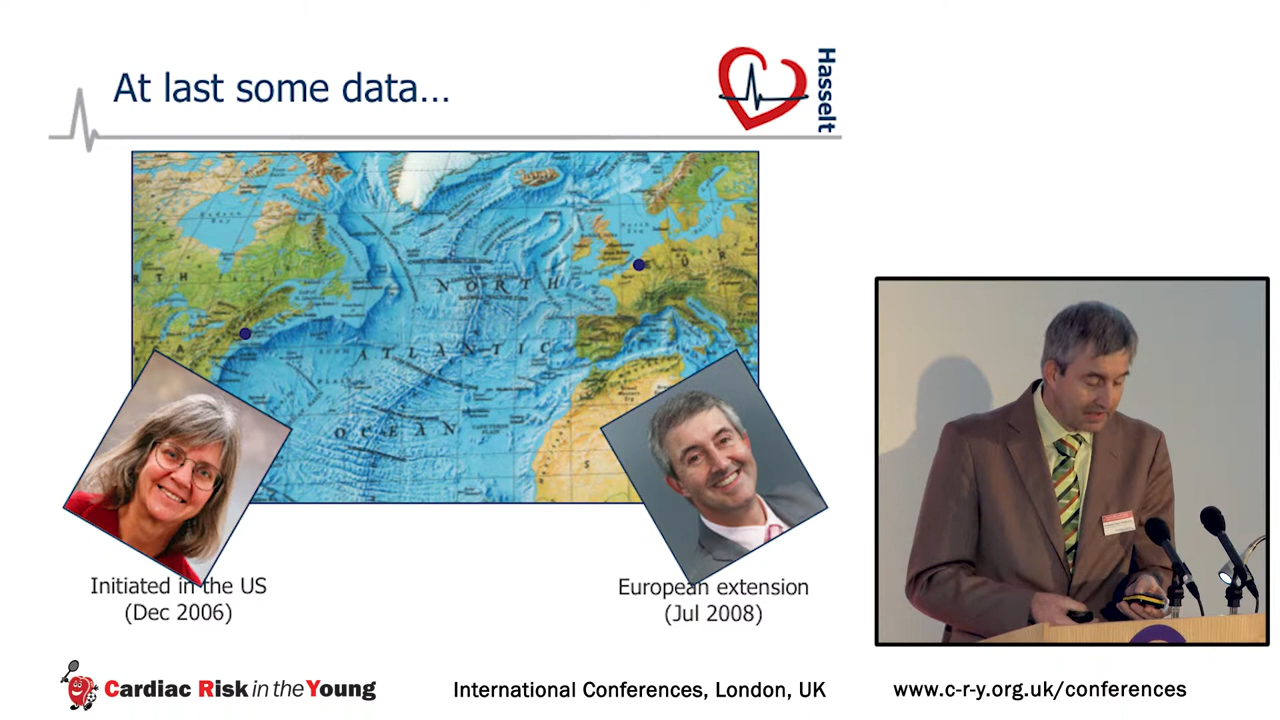 At last some data...
Hasselt
NORTH
ATLANTIC
OCEAN
Initiated in the US
(Dec 2006)
European extension
(Jul 2008)
Cardiac Risk in the Young
International Conferences, London, UK
www.c-r-y.org.uk/conferences